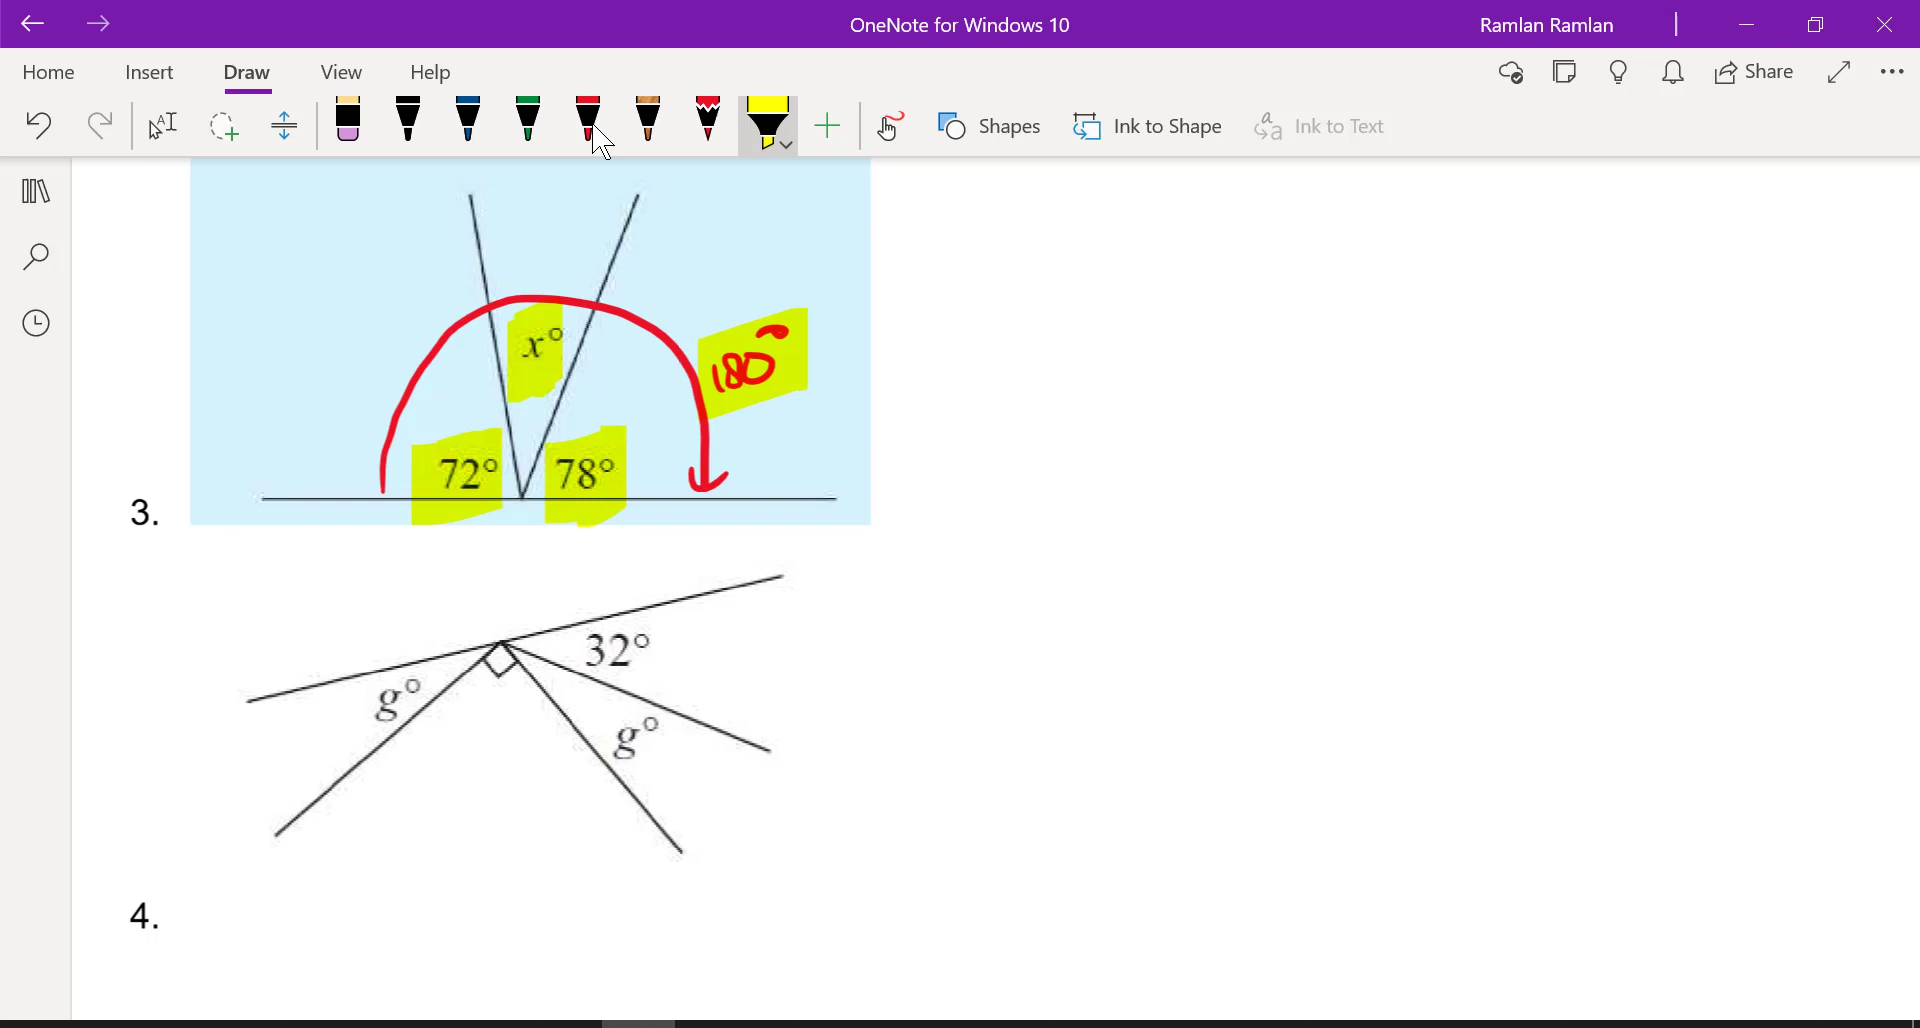 OneNote for Windows 10
Ramlan Ramlan
Home Insert Draw View Help
Share
Shapes
Ink to Shape
Ink to Text
x°
180°
72° 78°
3.
32°
g°
g°
4.